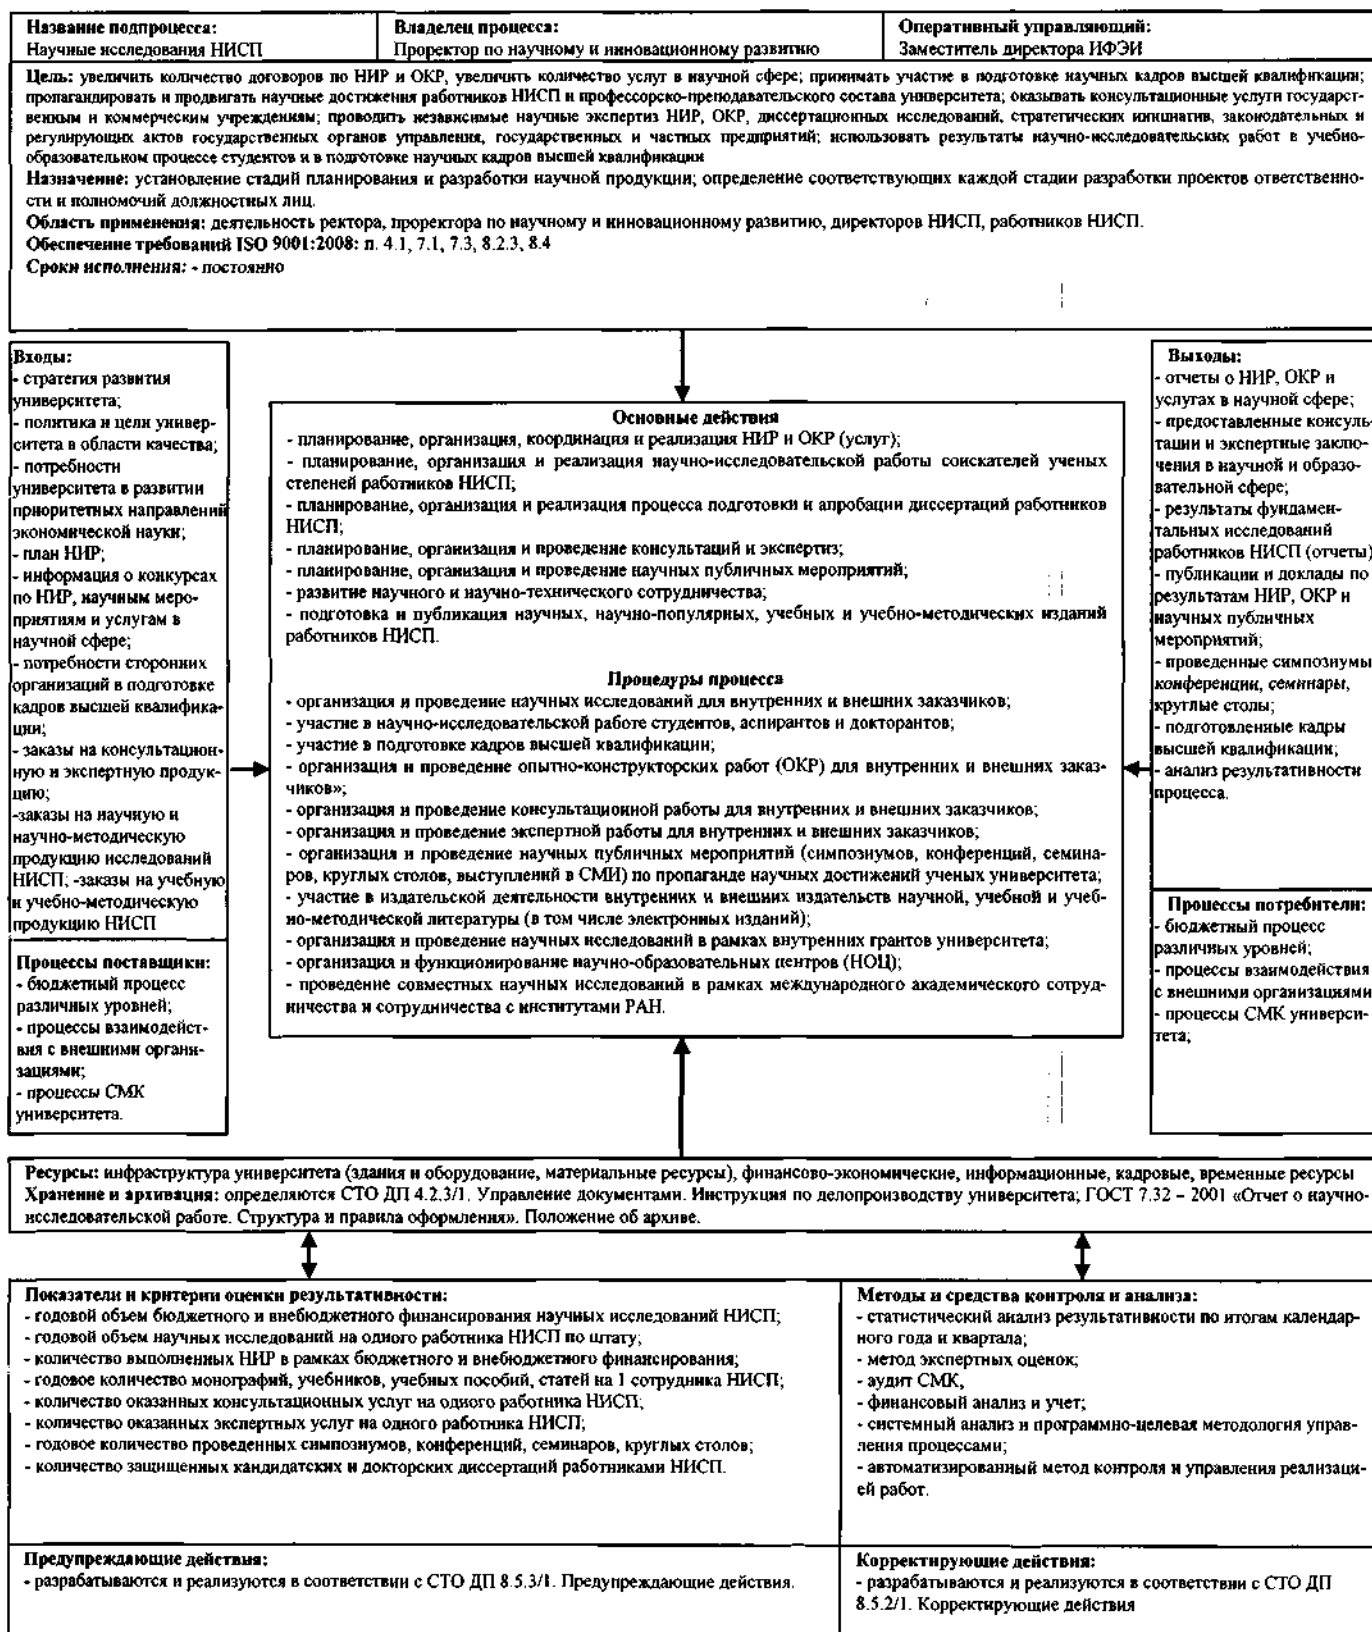 Название подпроцесса:
Научные исследования НИСП
Владелец процесса:
Проректор по научному и инновационному развитию
Оперативный управляющий:
Заместитель директора ИФЭИ
Цель: увеличить количество договоров по НИР и ОКР, увеличить количество услуг в научной сфере; принимать участие в подготовке научных кадров высшей квалификации;
пропагандировать и продвигать научные достижения работников НИСП и профессорско-преподавательского состава университета; оказывать консультационные услуги государст-
венным и коммерческим учреждениям; проводить независимые научные экспертиз НИР, ОКР, диссертационных исследований, стратегических инициатив, законодательных и
регулирующих актов государственных органов управления, государственных и частных предприятий; использовать результаты научно-исследовательских работ в учебно-
образовательном процессе студентов и в подготовке научных кадров высшей квалификации
Назначение: установление стадий планирования и разработки научной продукции; определение соответствующих каждой стадии разработки проектов ответственно-
сти и полномочий должностных лиц.
Область применения: деятельность ректора, проректора по научному и инновационному развитию, директоров НИСП, работников НИСП.
Обеспечение требований ISO 9001:2008: п. 4.1, 7.1, 7.3, 8.2.3, 8.4
Сроки исполнения: - постоянно
Входы:
- стратегия развития
университета;
- политика и цели универ-
ситета в области качества;
- потребности
университета в развитии
приоритетных направлений
экономической науки;
- план НИР;
- информация о конкурсах
по НИР, научным меро-
приятиям и услугам в
научной сфере;
- потребности сторонних
организаций в подготовке
кадров высшей квалифика-
ции;
- заказы на консультацион-
ную и экспертную продук-
цию;
-заказы на научную и
научно-методическую
продукцию исследований
НИСП; -заказы на учебную
и учебно-методическую
продукцию НИСП
Процессы поставщики:
- бюджетный процесс
различных уровней;
- процессы взаимодейст-
вия с внешними органи-
зациями;
- процессы СМК
университета.
Основные действия
- планирование, организация, координация и реализация НИР и ОКР (услуг);
- планирование, организация и реализация научно-исследовательской работы соискателей ученых
степеней работников НИСП;
- планирование, организация и реализация процесса подготовки и апробации диссертаций работников
НИСП;
- планирование, организация и проведение консультаций и экспертиз;
- планирование, организация и проведение научных публичных мероприятий;
- развитие научного и научно-технического сотрудничества;
- подготовка и публикация научных, научно-популярных, учебных и учебно-методических изданий
работников НИСП.
Процедуры процесса
- организация и проведение научных исследований для внутренних и внешних заказчиков;
- участие в научно-исследовательской работе студентов, аспирантов и докторантов;
- участие в подготовке кадров высшей квалификации;
- организация и проведение опытно-конструкторских работ (ОКР) для внутренних и внешних заказ-
чиков»;
- организация и проведение консультационной работы для внутренних и внешних заказчиков;
- организация и проведение экспертной работы для внутренних и внешних заказчиков;
- организация и проведение научных публичных мероприятий (симпозиумов, конференций, семина-
ров, круглых столов, выступлений в СМИ) по пропаганде научных достижений ученых университета;
- участие в издательской деятельности внутренних и внешних издательств научной, учебной и учеб-
но-методической литературы (в том числе электронных изданий);
- организация и проведение научных исследований в рамках внутренних грантов университета;
- организация и функционирование научно-образовательных центров (НОЦ);
- проведение совместных научных исследований в рамках международного академического сотруд-
ничества и сотрудничества с институтами РАН.
Выходы:
- отчеты о НИР, ОКР и
услугах в научной сфере;
- предоставленные консуль-
тации и экспертные заклю-
чения в научной и образо-
вательной сфере;
- результаты фундамен-
тальных исследований
работников НИСП (отчеты)
- публикации и доклады по
результатам НИР, ОКР и
научных публичных
мероприятий;
- проведенные симпозиумы
конференции, семинары,
круглые столы;
- подготовленные кадры
высшей квалификации;
- анализ результативности
процесса.
Процессы потребители:
- бюджетный процесс
различных уровней;
- процессы взаимодействия
с внешними организациями
- процессы СМК универси-
тета;
Ресурсы: инфраструктура университета (здания и оборудование, материальные ресурсы), финансово-экономические, информационные, кадровые, временные ресурсы
Хранение и архивация: определяются СТО ДП 4.2.3/1. Управление документами. Инструкция по делопроизводству университета; ГОСТ 7.32 – 2001 «Отчет о научно-
исследовательской работе. Структура и правила оформления». Положение об архиве.
Показатели и критерии оценки результативности:
- годовой объем бюджетного и внебюджетного финансирования научных исследований НИСП;
- годовой объем научных исследований на одного работника НИСП по штату;
- количество выполненных НИР в рамках бюджетного и внебюджетного финансирования;
- годовое количество монографий, учебников, учебных пособий, статей на 1 сотрудника НИСП;
- количество оказанных консультационных услуг на одного работника НИСП;
- количество оказанных экспертных услуг на одного работника НИСП;
- годовое количество проведенных симпозиумов, конференций, семинаров, круглых столов;
- количество защищенных кандидатских и докторских диссертаций работниками НИСП.
Методы и средства контроля и анализа:
- статистический анализ результативности по итогам календар-
ного года и квартала;
- метод экспертных оценок;
- аудит СМК,
- финансовый анализ и учет;
- системный анализ и программно-целевая методология управ-
ления процессами;
- автоматизированный метод контроля и управления реализаци-
ей работ.
Предупреждающие действия:
- разрабатываются и реализуются в соответствии с СТО ДП 8.5.3/1. Предупреждающие действия.
Корректирующие действия:
- разрабатываются и реализуются в соответствии с СТО ДП
8.5.2/1. Корректирующие действия